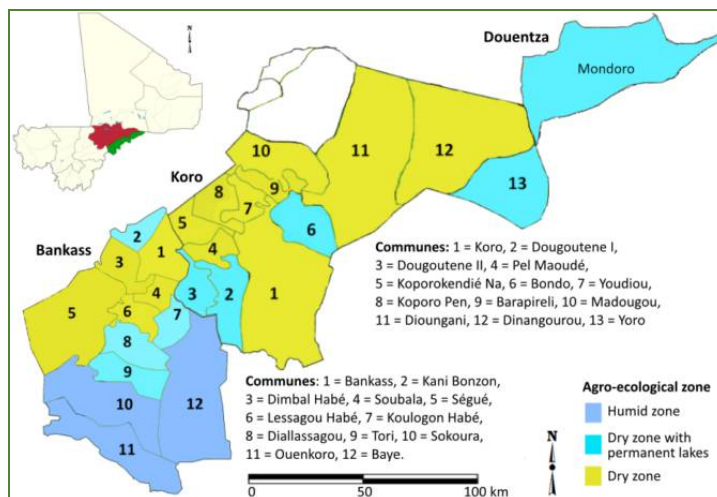 N
Douentza
Mondoro
10
11
12
Koro
9
8
7
13
5
6
2
Bankass
1
4
3
4
3
2
1
5
6
7
8
9
10
12
11
Communes: 1 = Koro, 2 = Dougoutene I,
3 = Dougoutene II, 4 = Pel Maoudé,
5 = Koporokendié Na, 6 = Bondo, 7 = Youdiou,
8 = Koporo Pen, 9 = Barapireli, 10 = Madougou,
11 = Dioungani, 12 = Dinangourou, 13 = Yoro
Communes: 1 = Bankass, 2 = Kani Bonzon,
3 = Dimbal Habé, 4 = Soubala, 5 = Ségué,
6 = Lessagou Habé, 7 = Koulogon Habé,
8 = Diallassagou, 9 = Tori, 10 = Sokoura,
11 = Ouenkoro, 12 = Baye.
Agro-ecological zone
Humid zone
Dry zone with
permanent lakes
Dry zone
N
0 50 100 km